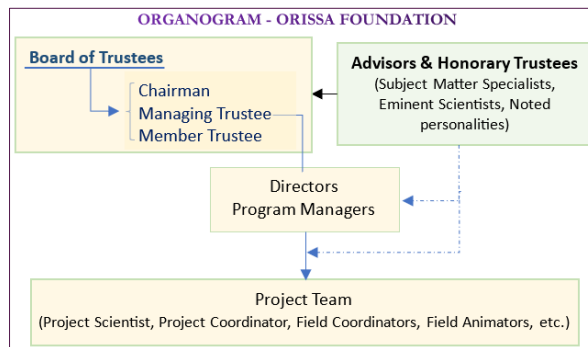 ORGANOGRAM - ORISSA FOUNDATION
Board of Trustees
Chairman
Managing Trustee
Member Trustee
Advisors & Honorary Trustees
(Subject Matter Specialists,
Eminent Scientists, Noted
personalities)
Directors
Program Managers
Project Team
(Project Scientist, Project Coordinator, Field Coordinators, Field Animators, etc.)